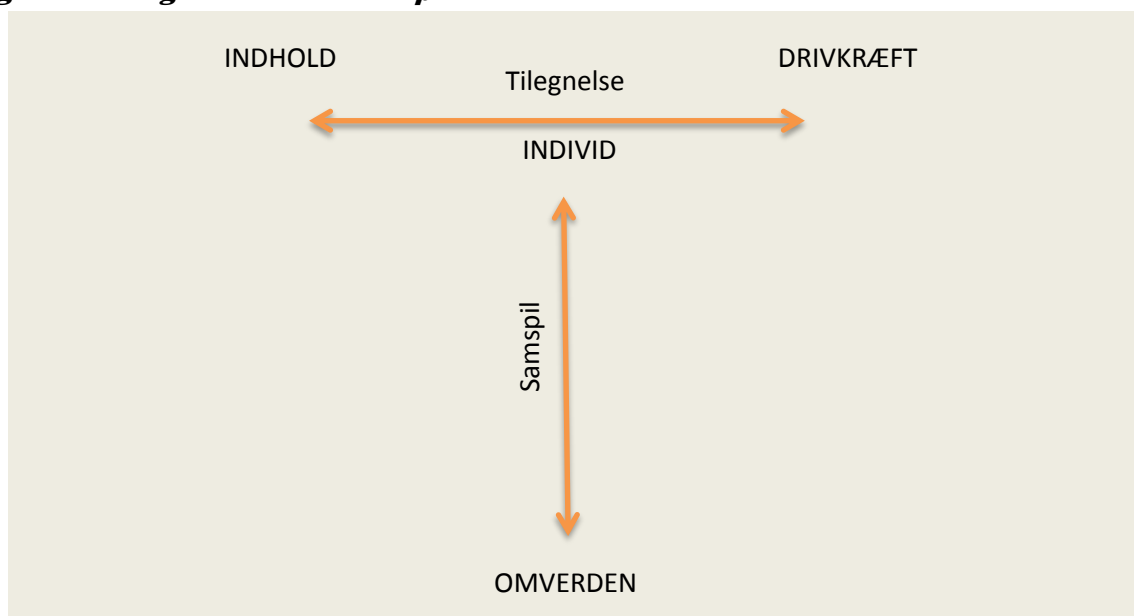 INDHOLD
DRIVKRÆFT
Tilegnelse
INDIVID
Samspil
OMVERDEN